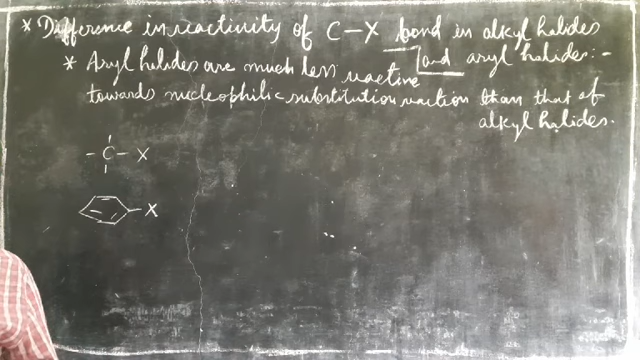 * Difference in reactivity of C-X bond in alkyl halides
and aryl halides:-
* Aryl halides are much less reactive
towards nucleophilic substitution reaction than that of
alkyl halides.
-C-X
X